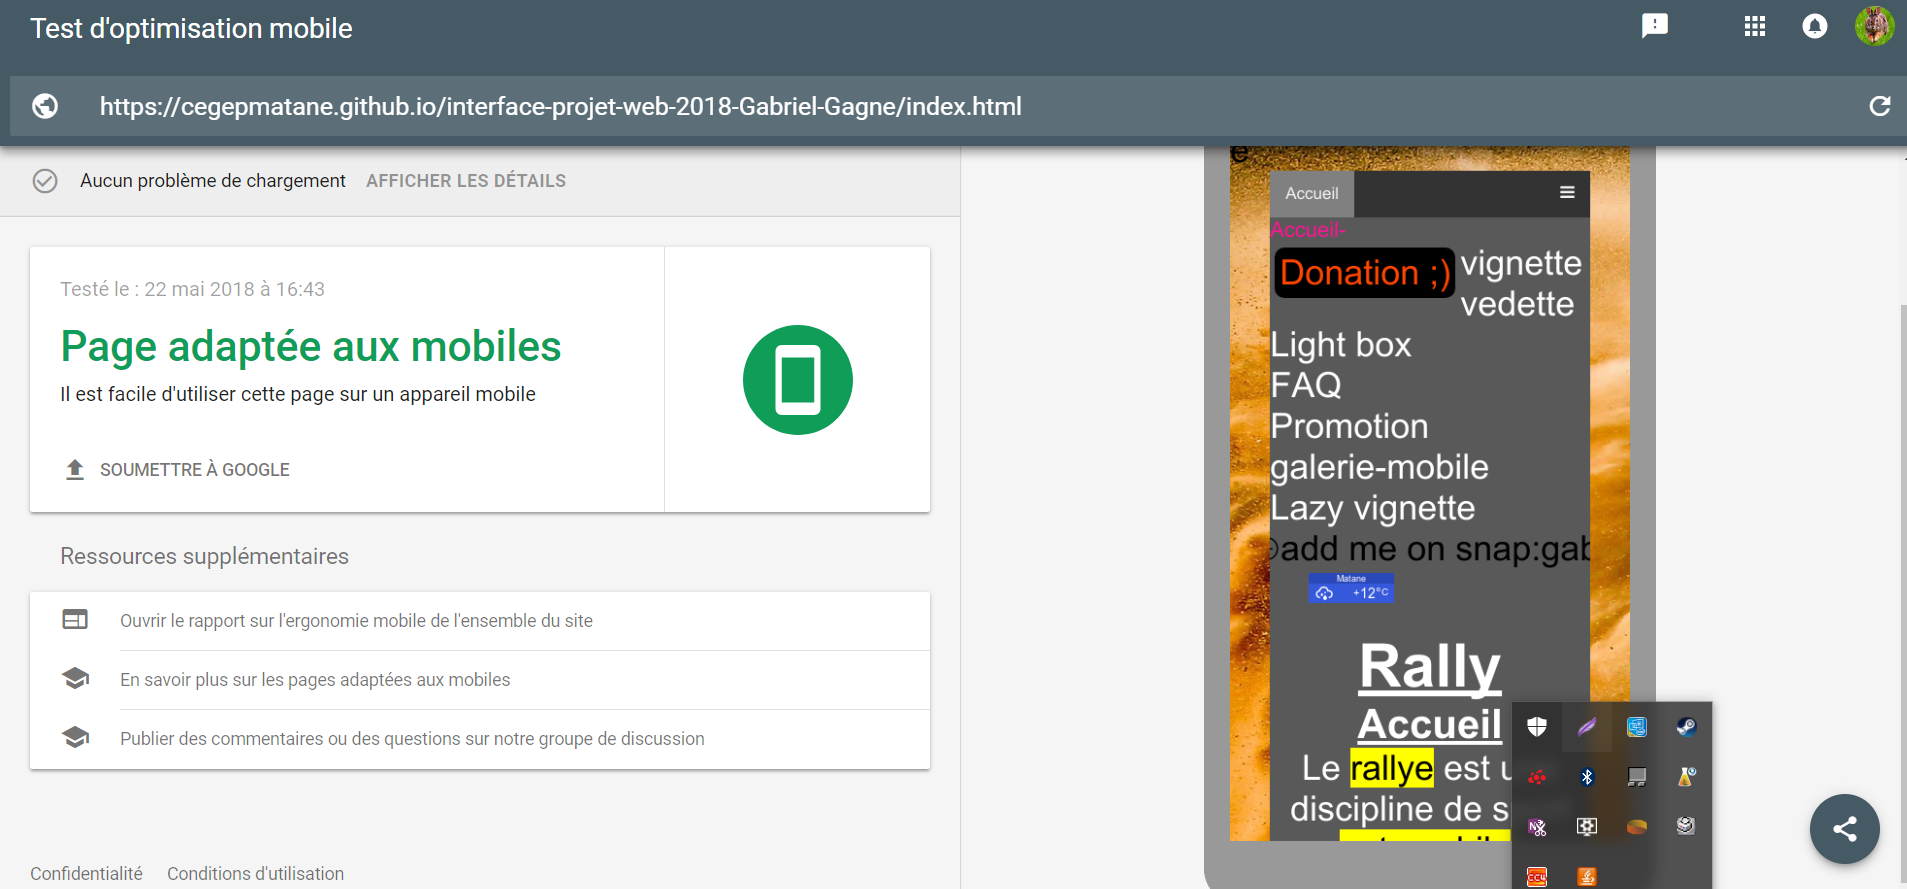 Test d'optimisation mobile
https://cegepmatane.github.io/interface-projet-web-2018-Gabriel-Gagne/index.html
Aucun problème de chargement AFFICHER LES DÉTAILS
Testé le : 22 mai 2018 à 16:43
Page adaptée aux mobiles
Il est facile d'utiliser cette page sur un appareil mobile
SOUMETTRE À GOOGLE
Ressources supplémentaires
Ouvrir le rapport sur l'ergonomie mobile de l'ensemble du site
En savoir plus sur les pages adaptées aux mobiles
Publier des commentaires ou des questions sur notre groupe de discussion
Confidentialité Conditions d'utilisation
Accueil
Accueil-
Donation ;) vignette
vedette
Light box
FAQ
Promotion
galerie-mobile
Lazy vignette
add me on snap:gab
Matane
+12°C
Rally
Accueil
Le rallye est u
discipline de s